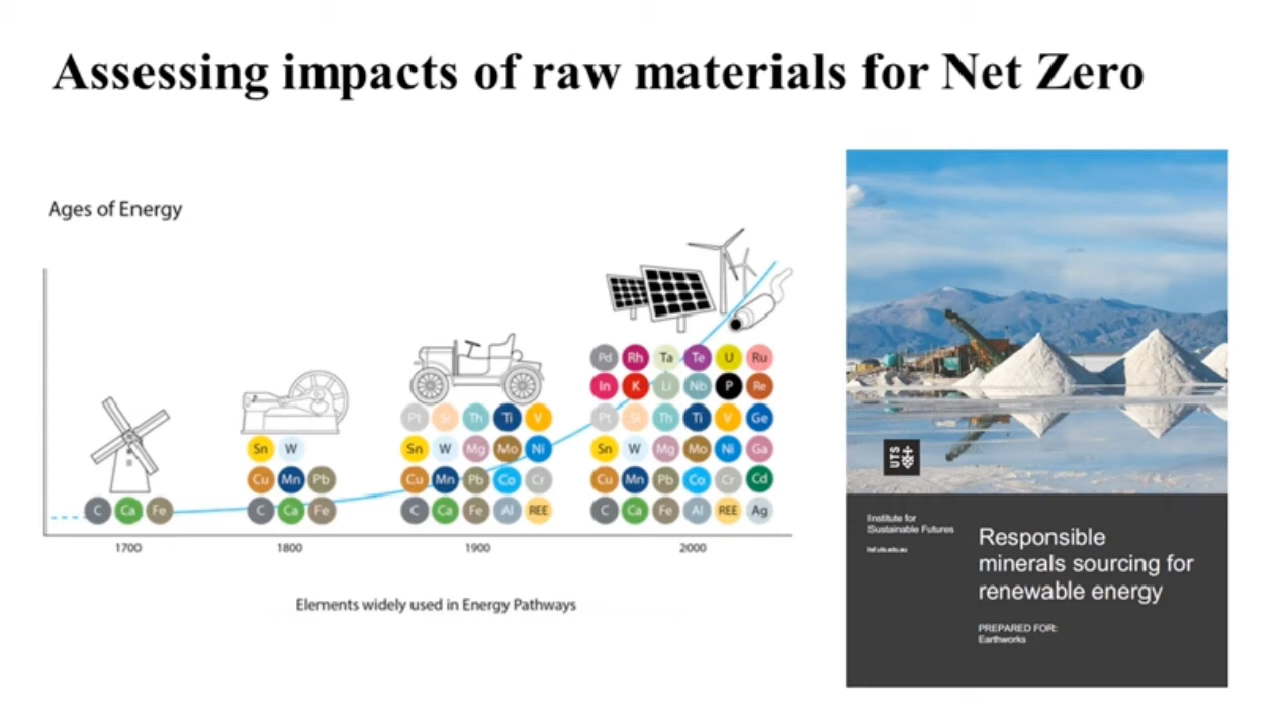 Assessing impacts of raw materials for Net Zero
Ages of Energy
Pd Rh Ta Te U Ru
In K Li Nb P Re
Pt Si Th Ti V
Pt Si Th Ti V Ge
Sn W
Sn W Mg Mo Ni
Sn W Mg Mo Ni Ga
Cu Mn Pb
Cu Mn Pb Co Cr
Cu Mn Pb Co Cr Cd
C Ca Fe
C Ca Fe
C Ca Fe Al REE
C Ca Fe Al REE Ag
1700 1800 1900 2000
Elements widely used in Energy Pathways
UTS
Institute for
Sustainable Futures
isf.uts.edu.au
Responsible
minerals sourcing for
renewable energy
PREPARED FOR:
Earthworks